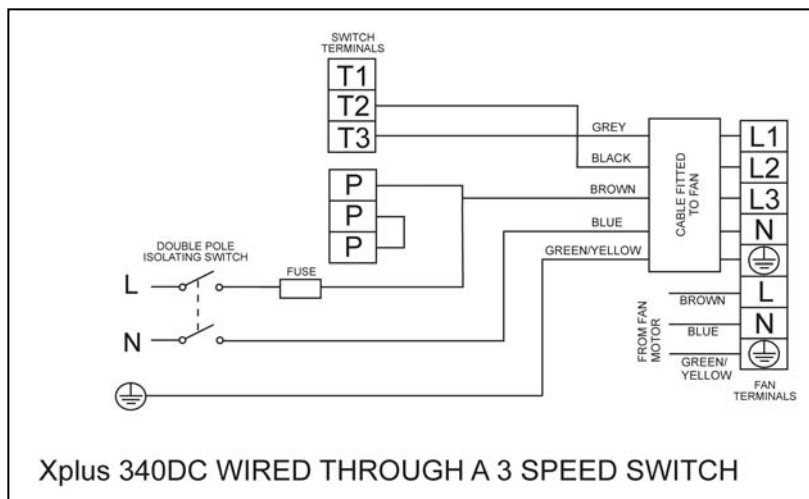 SWITCH
TERMINALS
T1
T2
T3
P
P
P
DOUBLE POLE
ISOLATING SWITCH
L
FUSE
N
GREY
BLACK
BROWN
BLUE
GREEN/YELLOW
CABLE FITTED
TO FAN
L1
L2
L3
N
L
N
FROM FAN
MOTOR
BROWN
BLUE
GREEN/
YELLOW
FAN
TERMINALS
Xplus 340DC WIRED THROUGH A 3 SPEED SWITCH